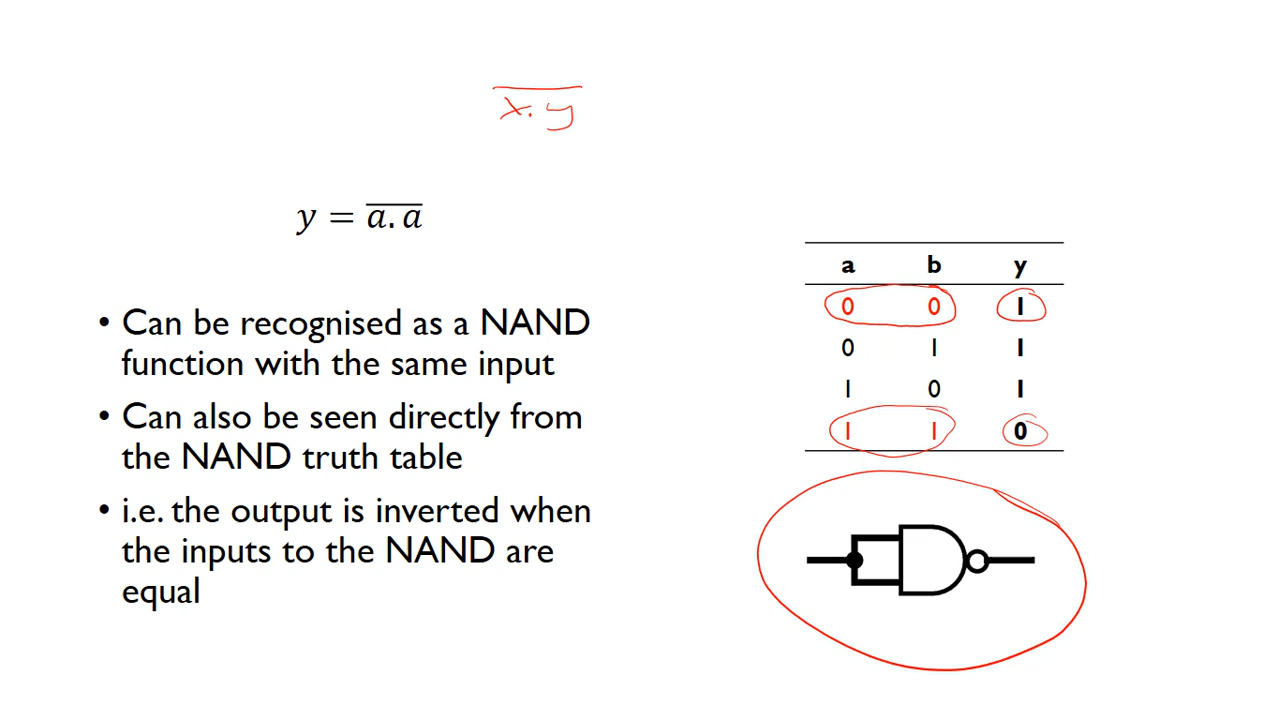 x.y
y = a.a
• Can be recognised as a NAND
function with the same input
• Can also be seen directly from
the NAND truth table
• i.e. the output is inverted when
the inputs to the NAND are
equal
a b y
0 0 1
0 1 1
1 0 1
1 1 0